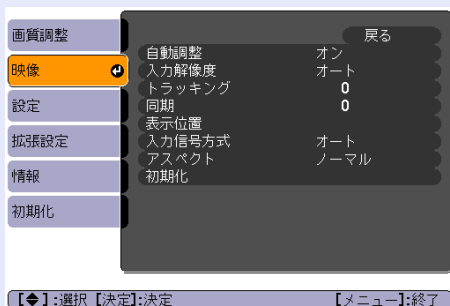 画質調整
映像
設定
拡張設定
情報
初期化
戻る
自動調整 オン
入力解像度 オート
トラッキング 0
同期 0
表示位置
入力信号方式 オート
アスペクト ノーマル
初期化
【◆】:選択 【決定】:決定 【メニュー】:終了